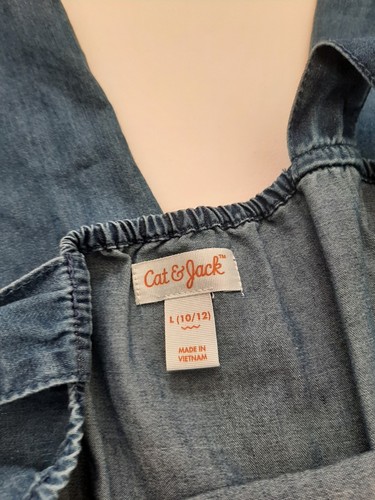 Cat & Jack™
L (10/12)
MADE IN
VIETNAM